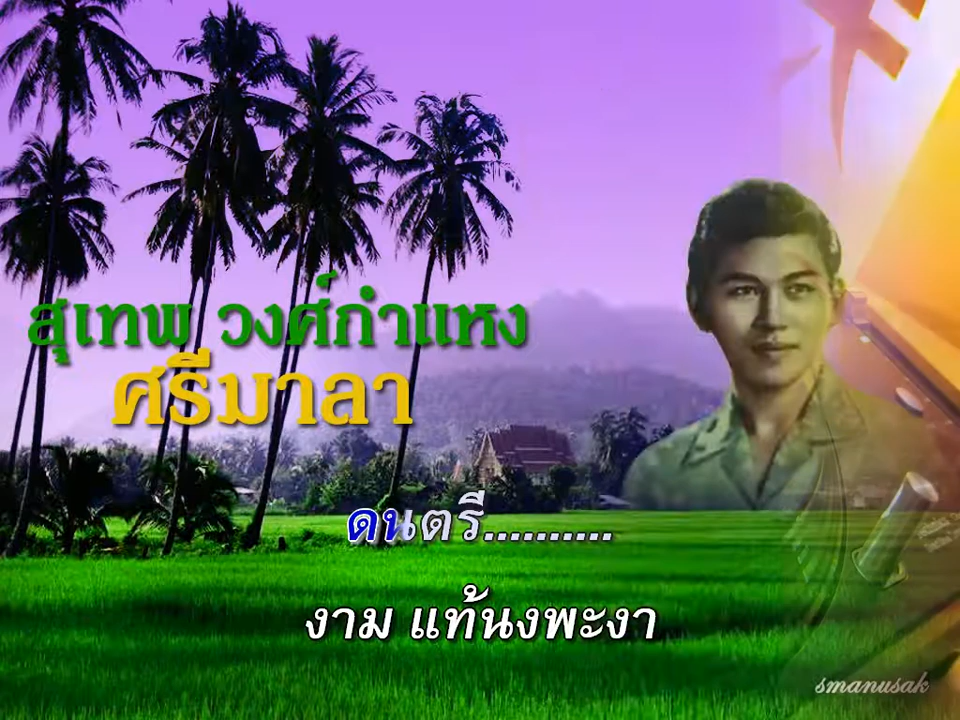 สุเทพ วงศ์กำแหง
ศรีมาลา
ดนตรี..........
งาม แท้นงพะงา
smanusak